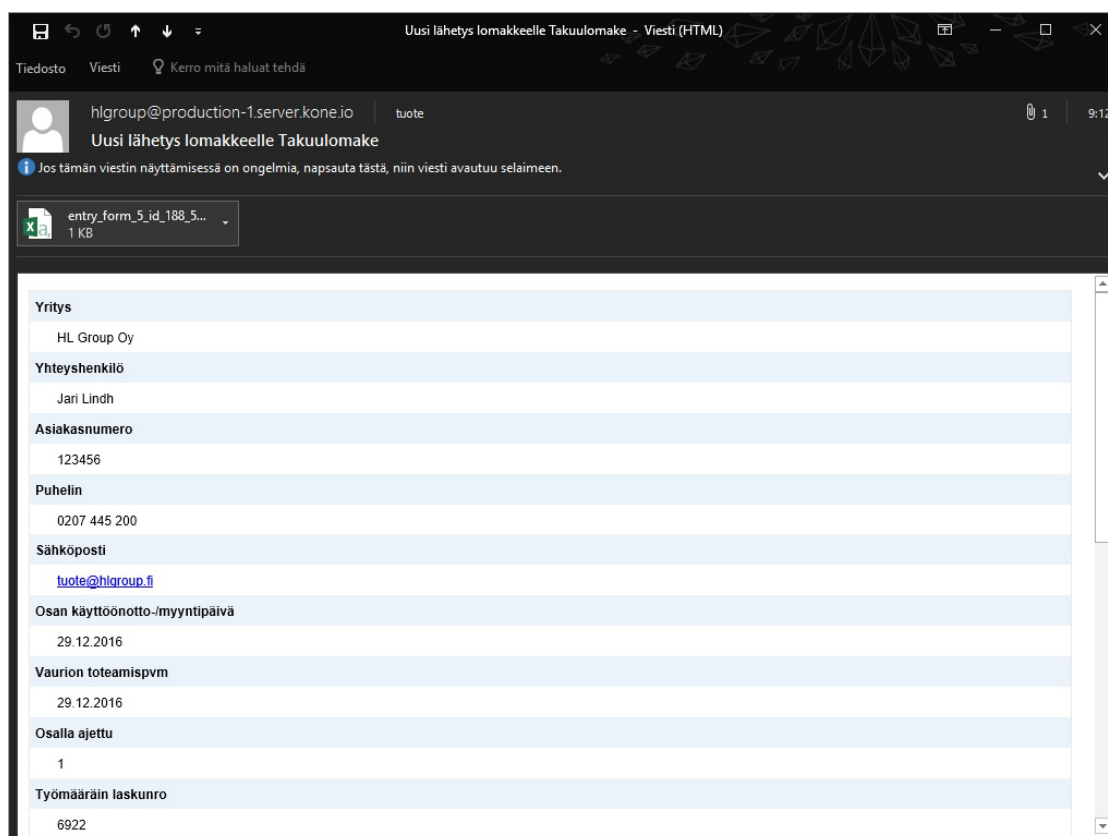 Uusi lähetys lomakkeelle Takuulomake - Viesti (HTML)
Tiedosto Viesti Kerro mitä haluat tehdä
hlgroup@production-1.server.kone.io tuote 1 9:12
Uusi lähetys lomakkeelle Takuulomake
Jos tämän viestin näyttämisessä on ongelmia, napsauta tästä, niin viesti avautuu selaimeen.
entry_form_5_id_188_5...
1 KB
Yritys
HL Group Oy
Yhteyshenkilö
Jari Lindh
Asiakasnumero
123456
Puhelin
0207 445 200
Sähköposti
tuote@hlgroup.fi
Osan käyttöönotto-/myyntipäivä
29.12.2016
Vaurion toteamispvm
29.12.2016
Osalla ajettu
1
Työmääräin laskunro
6922